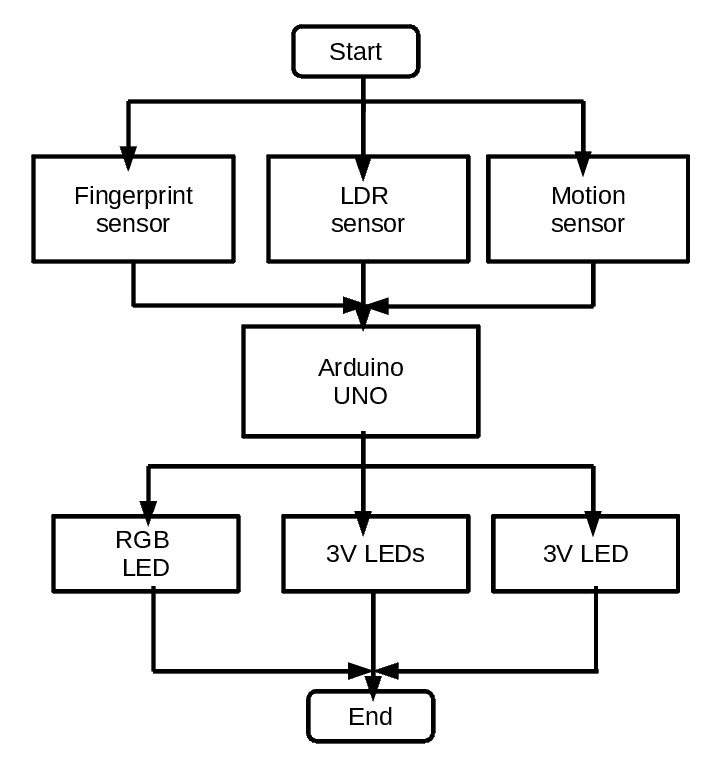 Start
Fingerprint
sensor
LDR
sensor
Motion
sensor
Arduino
UNO
RGB
LED
3V LEDs
3V LED
End